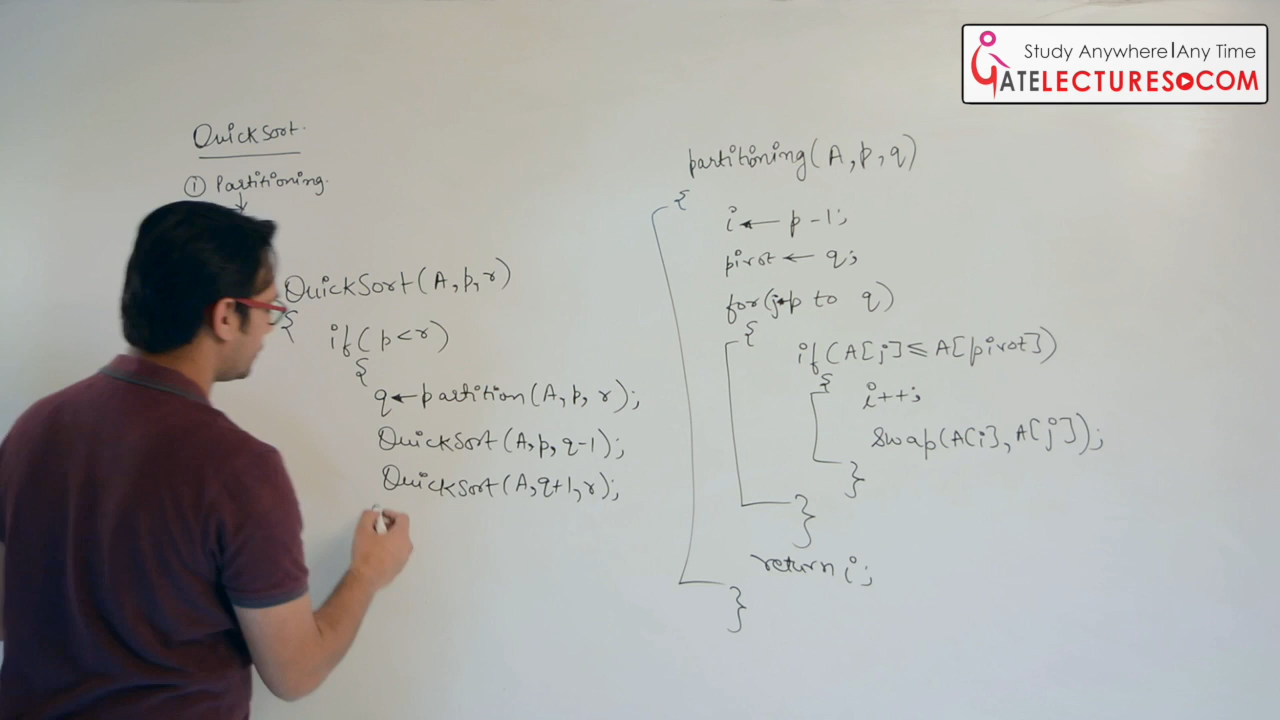 Study Anywhere|Any Time
GATELECTURES.COM
QuickSort.
① Partitioning.
QuickSort(A,p,r)
{
if(p<r)
{
q←partition(A,p,r);
QuickSort(A,p,q-1);
QuickSort(A,q+1,r);
partitioning(A,p,q)
{
i ← p-1;
pivot ← q;
for(j→p to q)
{
if(A[j]≤A[pivot])
{
i++;
Swap(A[i],A[j]);
}
}
return i;
}